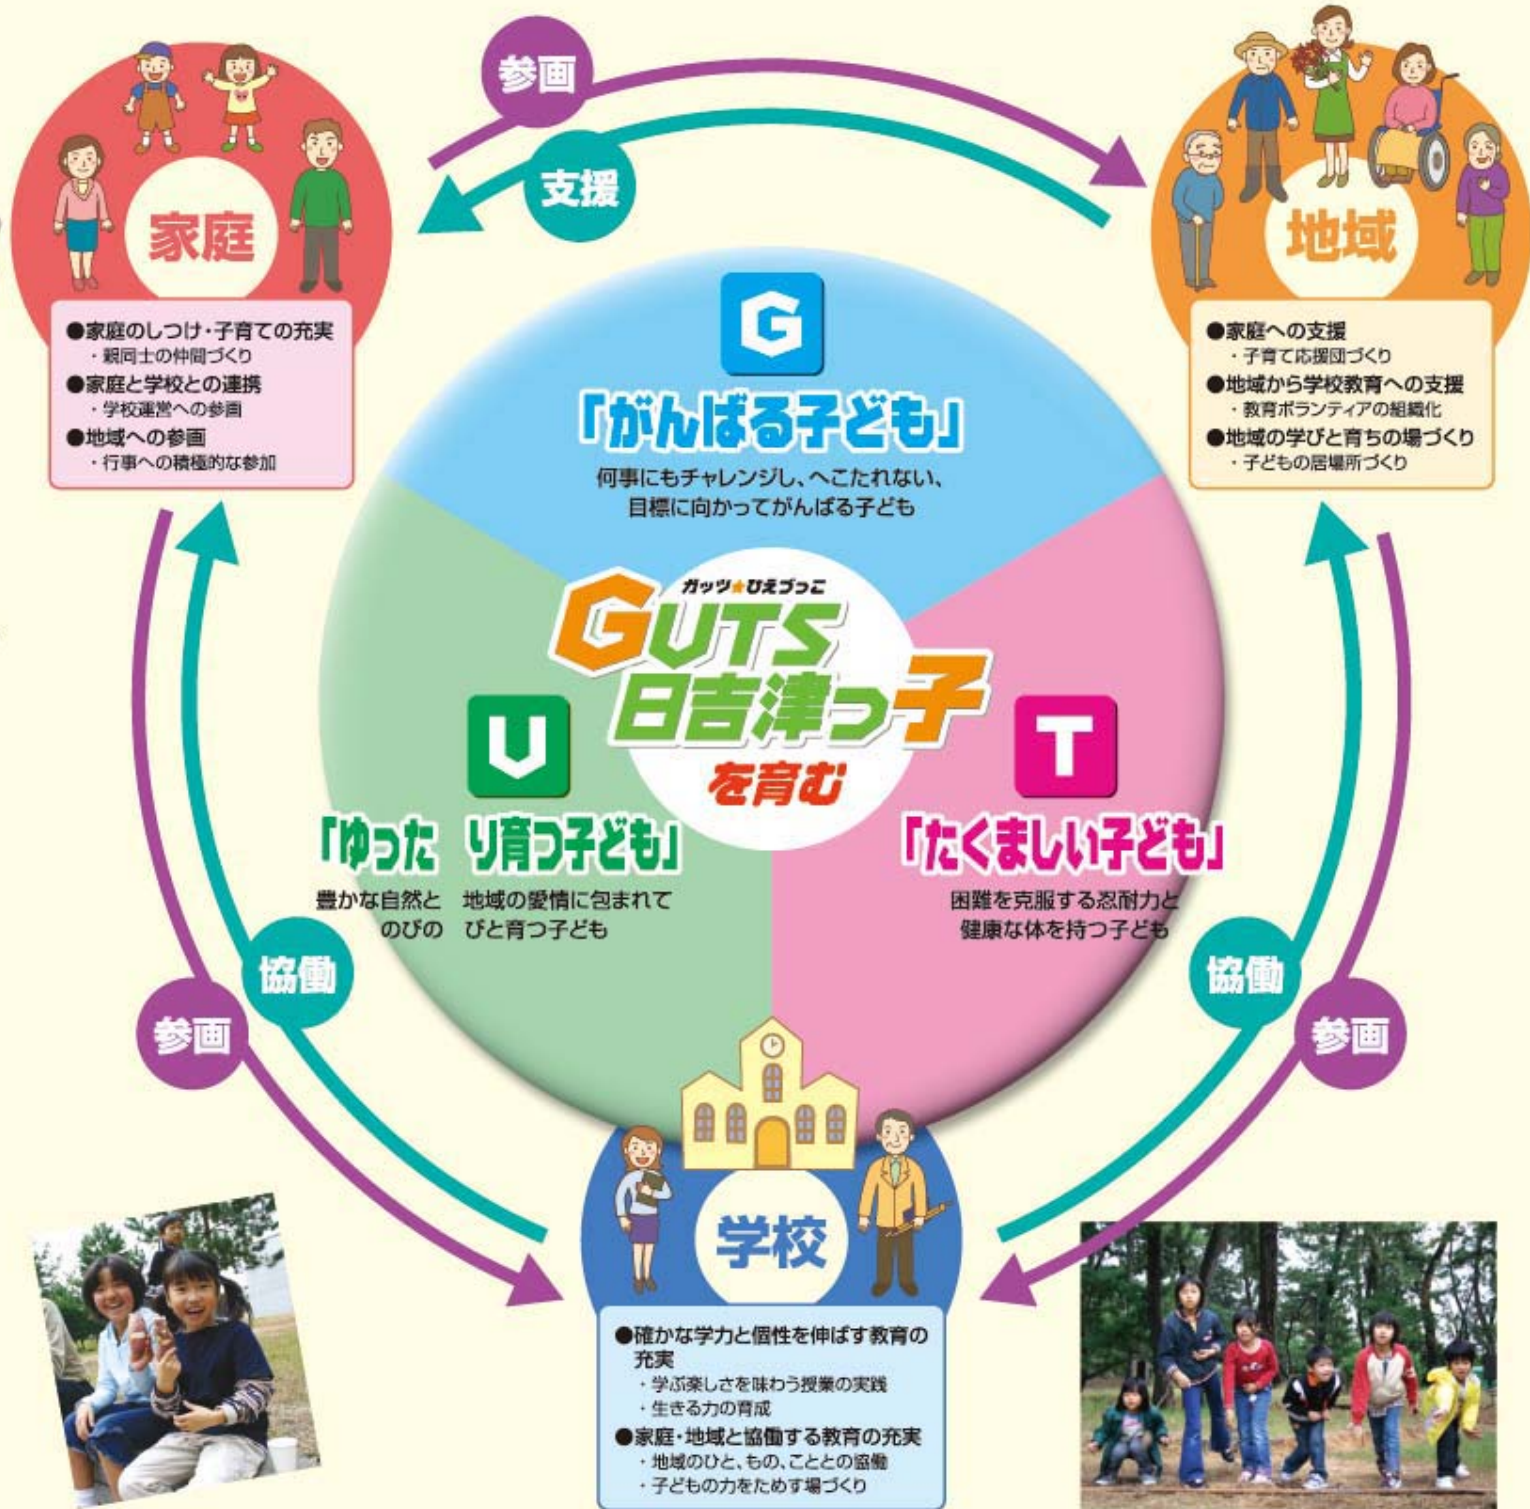 参画
支援
家庭
●家庭のしつけ・子育ての充実
・親同士の仲間づくり
●家庭と学校との連携
・学校運営への参画
●地域への参画
・行事への積極的な参加
地域
●家庭への支援
・子育て応援団づくり
●地域から学校教育への支援
・教育ボランティアの組織化
●地域の学びと育ちの場づくり
・子どもの居場所づくり
G
「がんばる子ども」
何事にもチャレンジし、へこたれない、
目標に向かってがんばる子ども
ガッツ★ひえづっこ
GUTS
日吉津っ子
を育む
U
「ゆった り育つ子ども」
豊かな自然と 地域の愛情に包まれて
のびの びと育つ子ども
T
「たくましい子ども」
困難を克服する忍耐力と
健康な体を持つ子ども
協働
参画
協働
参画
学校
●確かな学力と個性を伸ばす教育の
充実
・学ぶ楽しさを味わう授業の実践
・生きる力の育成
●家庭・地域と協働する教育の充実
・地域のひと、もの、こととの協働
・子どもの力をためす場づくり